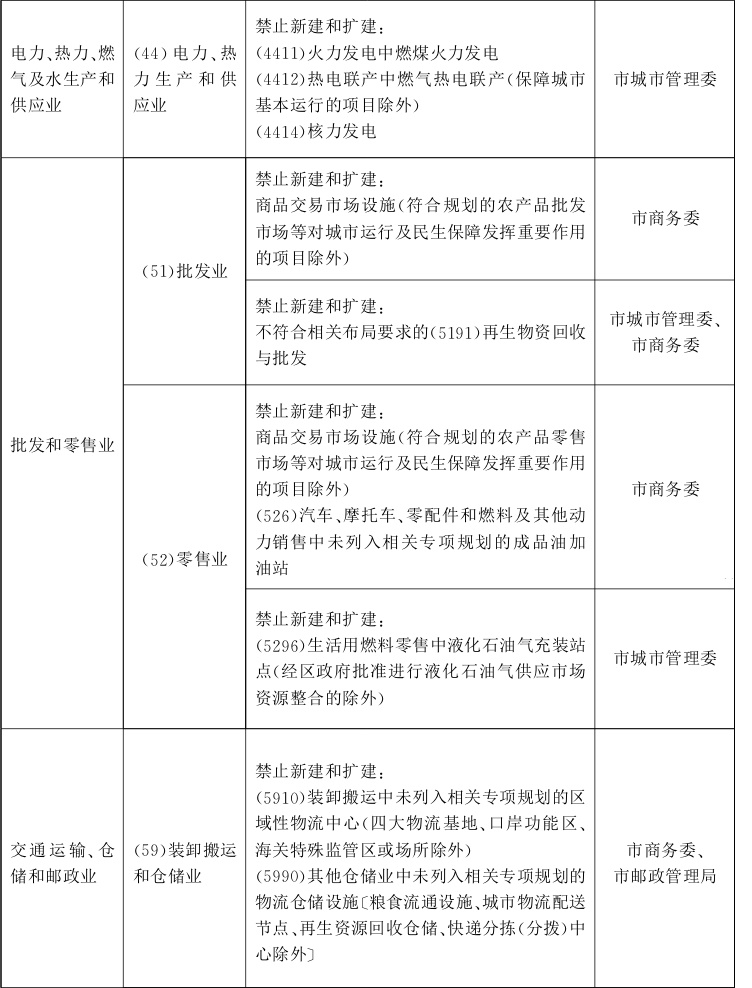 电力、热力、燃
气及水生产和
供应业
(44)电力、热
力生产和供
应业
禁止新建和扩建:
(4411)火力发电中燃煤火力发电
(4412)热电联产中燃气热电联产(保障城市
基本运行的项目除外)
(4414)核力发电
市城市管理委
批发和零售业
(51)批发业
禁止新建和扩建:
商品交易市场设施(符合规划的农产品批发
市场等对城市运行及民生保障发挥重要作用
的项目除外)
市商务委
禁止新建和扩建:
不符合相关布局要求的(5191)再生物资回收
与批发
市城市管理委、
市商务委
(52)零售业
禁止新建和扩建:
商品交易市场设施(符合规划的农产品零售
市场等对城市运行及民生保障发挥重要作用
的项目除外)
(526)汽车、摩托车、零配件和燃料及其他动
力销售中未列入相关专项规划的成品油加
油站
市商务委
禁止新建和扩建:
(5296)生活用燃料零售中液化石油气充装站
点(经区政府批准进行液化石油气供应市场
资源整合的除外)
市城市管理委
交通运输、仓
储和邮政业
(59)装卸搬运
和仓储业
禁止新建和扩建:
(5910)装卸搬运中未列入相关专项规划的区
域性物流中心(四大物流基地、口岸功能区、
海关特殊监管区或场所除外)
(5990)其他仓储业中未列入相关专项规划的
物流仓储设施〔粮食流通设施、城市物流配送
节点、再生资源回收仓储、快递分拣(分拨)中
心除外〕
市商务委、
市邮政管理局